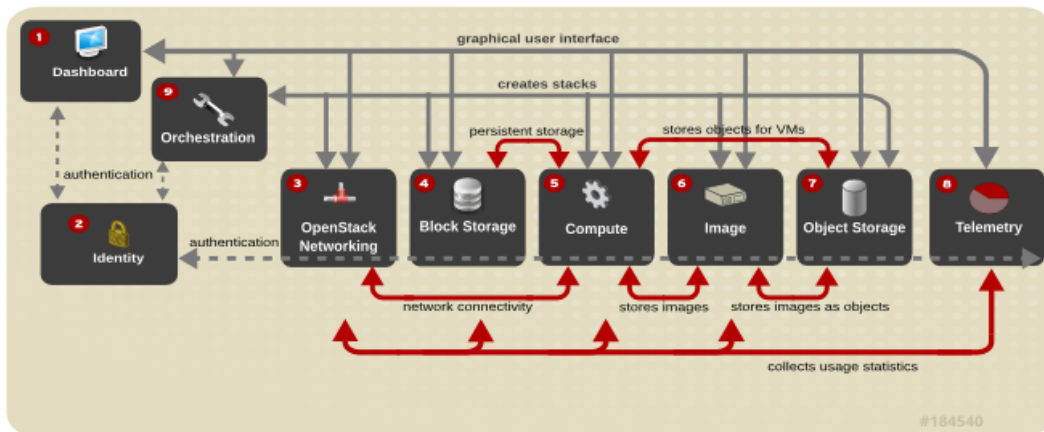 1
Dashboard
graphical user interface
9
Orchestration
creates stacks
persistent storage
stores objects for VMs
authentication
3
OpenStack
Networking
4
Block Storage
5
Compute
6
Image
7
Object Storage
8
Telemetry
2
Identity
authentication
network connectivity
stores images
stores images as objects
collects usage statistics
#184540